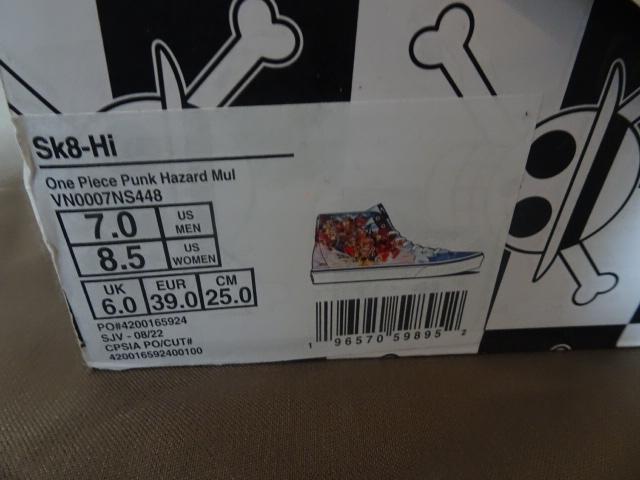 Sk8-Hi
One Piece Punk Hazard Mul
VN0007NS448
7.0 US MEN
8.5 US WOMEN
UK EUR CM
6.0 39.0 25.0
PO#4200165924
SJV - 08/22
CPSIA PO/CUT#
420016592400100
1 96570 59895 2